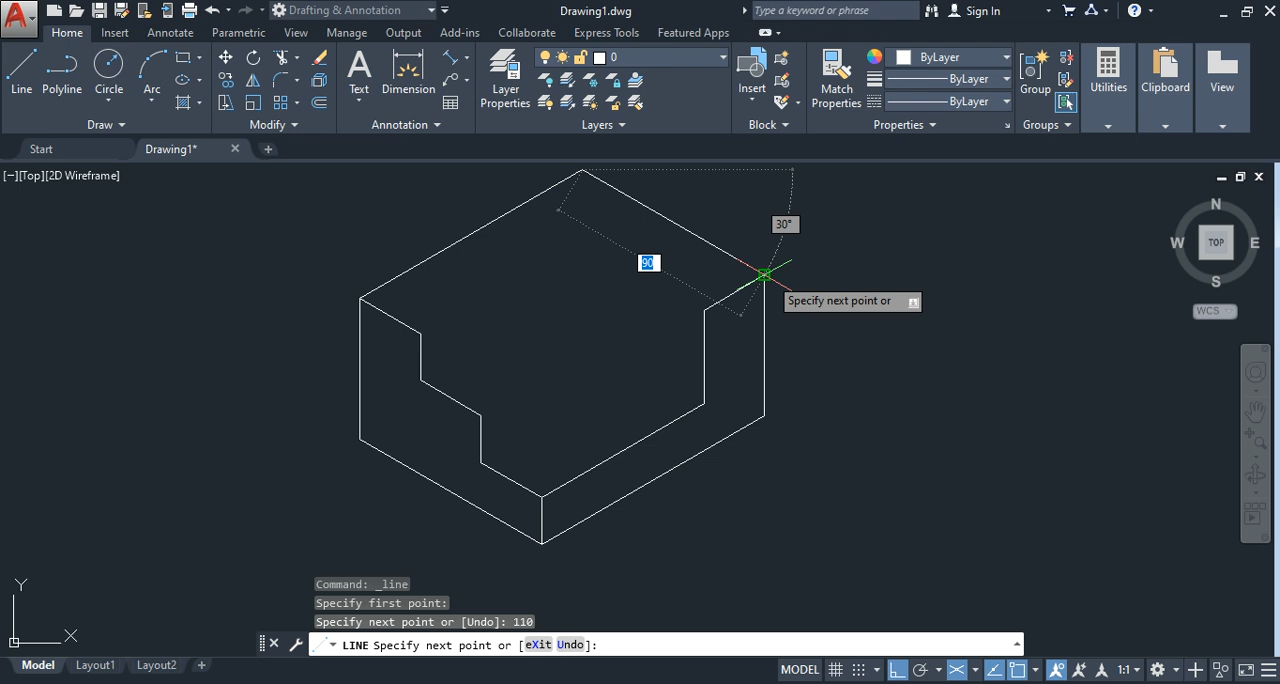 Drafting & Annotation
Drawing1.dwg
Type a keyword or phrase
Sign In
Home Insert Annotate Parametric View Manage Output Add-ins Collaborate Express Tools Featured Apps
Line Polyline Circle Arc
Text Dimension
Layer Properties
0
Insert
Match Properties
ByLayer
ByLayer
ByLayer
Group
Utilities
Clipboard
View
Draw Modify Annotation Layers Block Properties Groups
Start Drawing1*
[−][Top][2D Wireframe]
N
W TOP E
S
WCS
30°
90
Specify next point or
Y
X
Command: _line
Specify first point:
Specify next point or [Undo]: 110
LINE Specify next point or [eXit Undo]:
Model Layout1 Layout2 +
MODEL 1:1